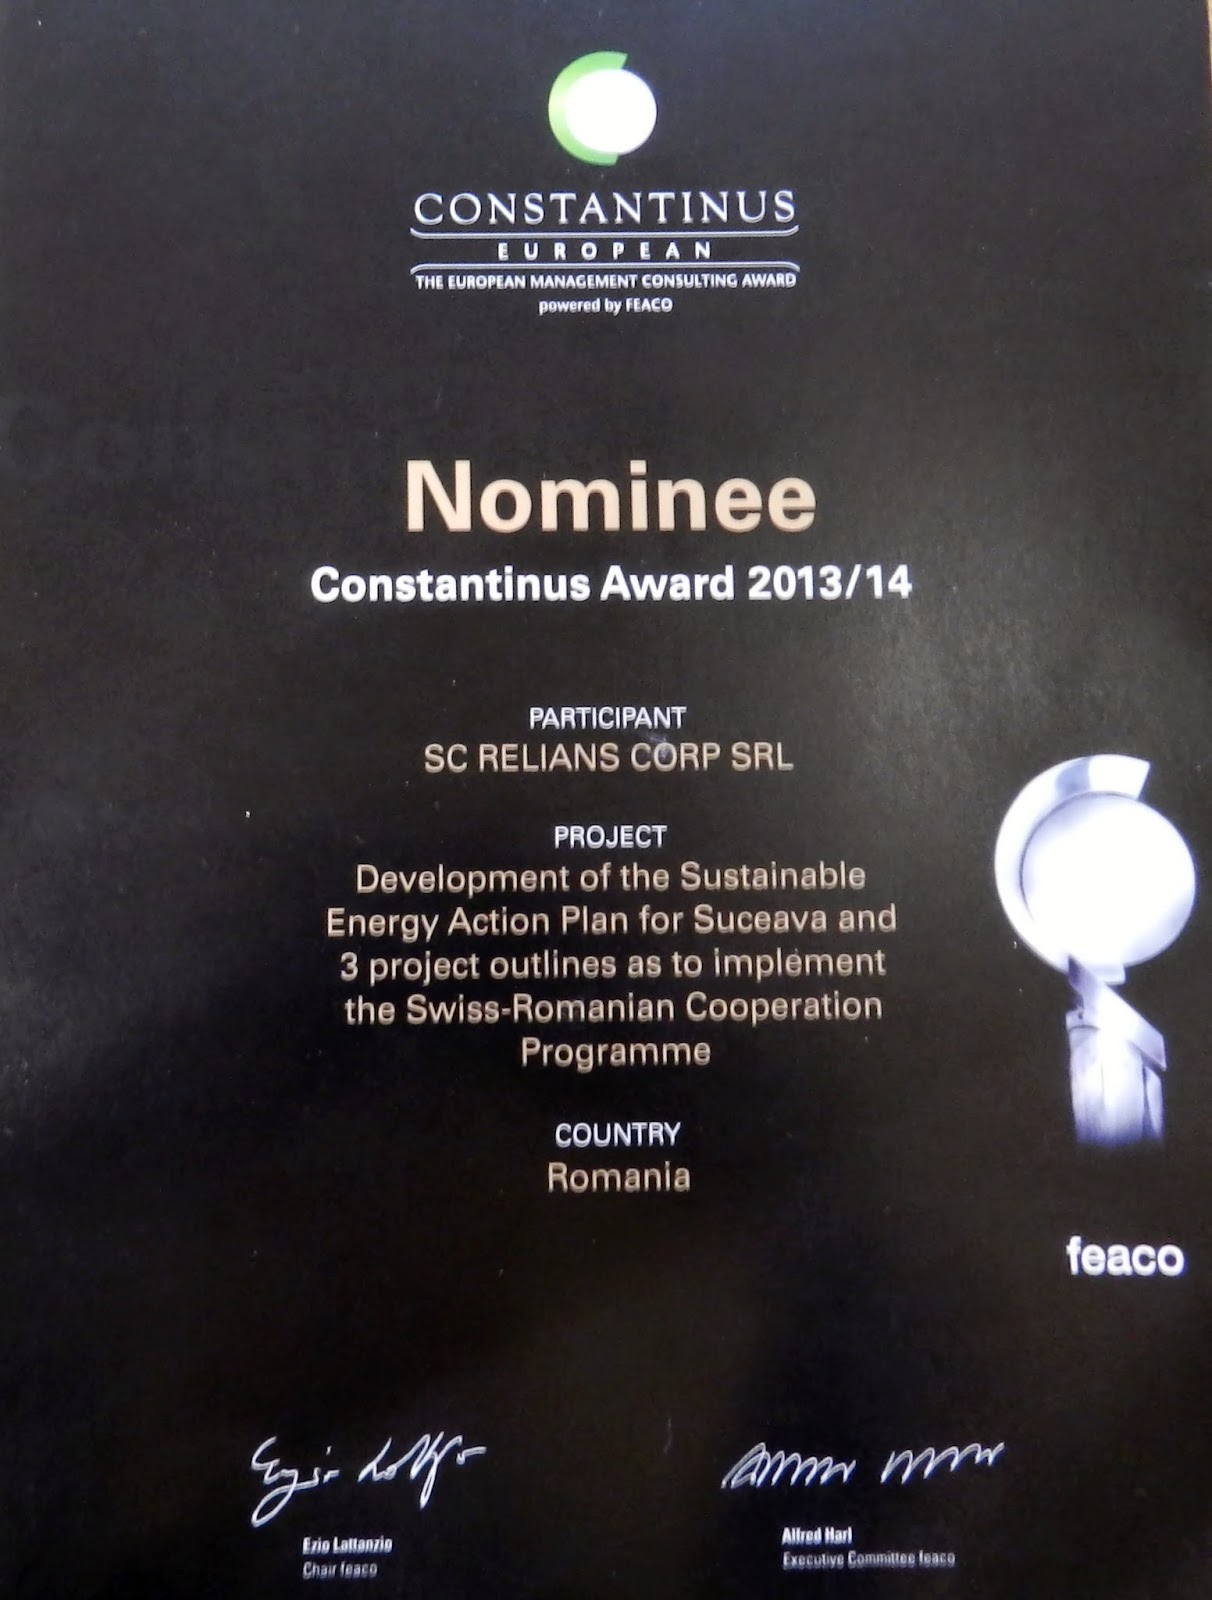 CONSTANTINUS
EUROPEAN
THE EUROPEAN MANAGEMENT CONSULTING AWARD
powered by FEACO
Nominee
Constantinus Award 2013/14
PARTICIPANT
SC RELIANS CORP SRL
PROJECT
Development of the Sustainable
Energy Action Plan for Suceava and
3 project outlines as to implement
the Swiss-Romanian Cooperation
Programme
COUNTRY
Romania
feaco
Ezio Lattanzio
Chair feaco
Alfred Harl
Executive Committee feaco